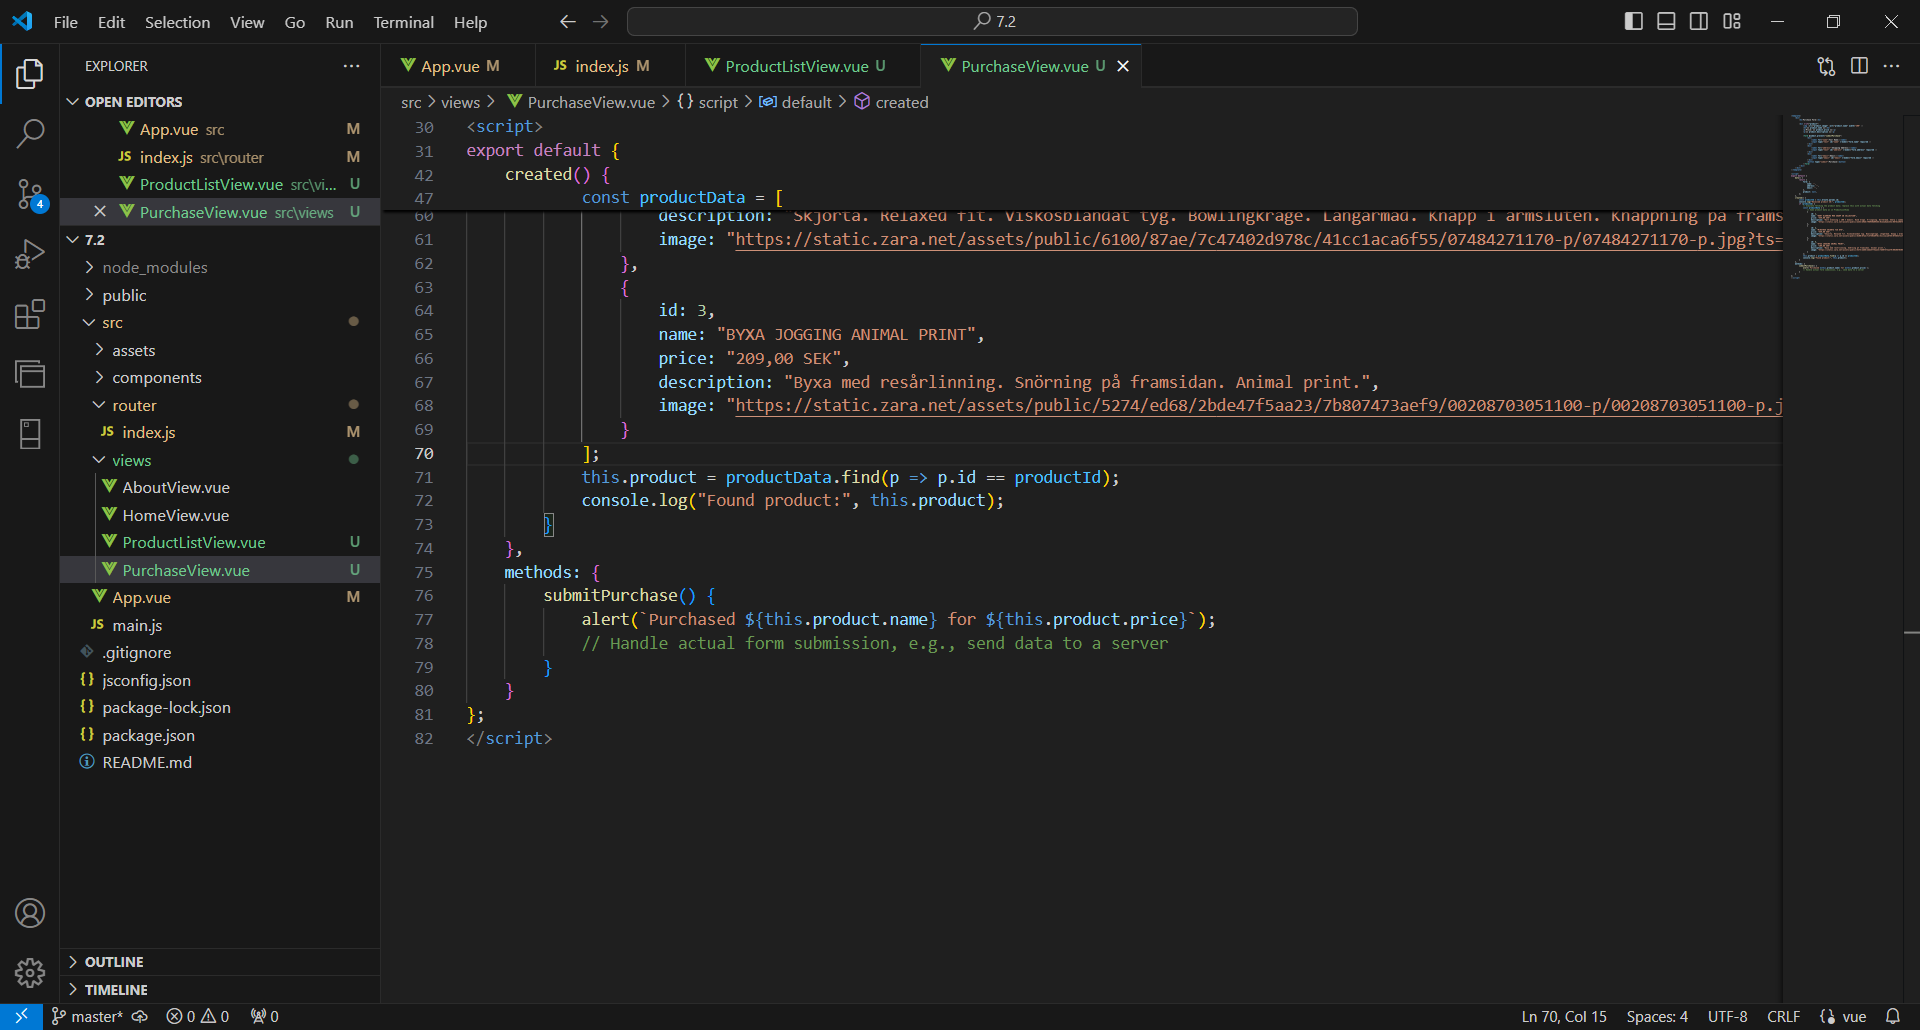 File Edit Selection View Go Run Terminal Help
7.2
EXPLORER
OPEN EDITORS
App.vue src M
index.js src\router M
ProductListView.vue src\vi... U
PurchaseView.vue src\views U
7.2
node_modules
public
src
assets
components
router
index.js M
views
AboutView.vue
HomeView.vue
ProductListView.vue U
PurchaseView.vue U
App.vue M
main.js
.gitignore
jsconfig.json
package-lock.json
package.json
README.md
OUTLINE
TIMELINE
4
App.vue M index.js M ProductListView.vue U PurchaseView.vue U
src > views > PurchaseView.vue > {} script > default > created
30 <script>
31 export default {
42 created() {
47 const productData = [
60 description: "Skjorta. Relaxed fit. Viskosblandat tyg. Bowlingkrage. Långärmad. Knapp i ärmsluten. Knäppning på frams
61 image: "https://static.zara.net/assets/public/6100/87ae/7c47402d978c/41cc1aca6f55/07484271170-p/07484271170-p.jpg?ts=
62 },
63 {
64 id: 3,
65 name: "BYXA JOGGING ANIMAL PRINT",
66 price: "209,00 SEK",
67 description: "Byxa med resårlinning. Snörning på framsidan. Animal print.",
68 image: "https://static.zara.net/assets/public/5274/ed68/2bde47f5aa23/7b807473aef9/00208703051100-p/00208703051100-p.j
69 }
70 ];
71 this.product = productData.find(p => p.id == productId);
72 console.log("Found product:", this.product);
73 }
74 },
75 methods: {
76 submitPurchase() {
77 alert(`Purchased ${this.product.name} for ${this.product.price}`);
78 // Handle actual form submission, e.g., send data to a server
79 }
80 }
81 };
82 </script>
master* 0 0 0 Ln 70, Col 15 Spaces: 4 UTF-8 CRLF {} vue